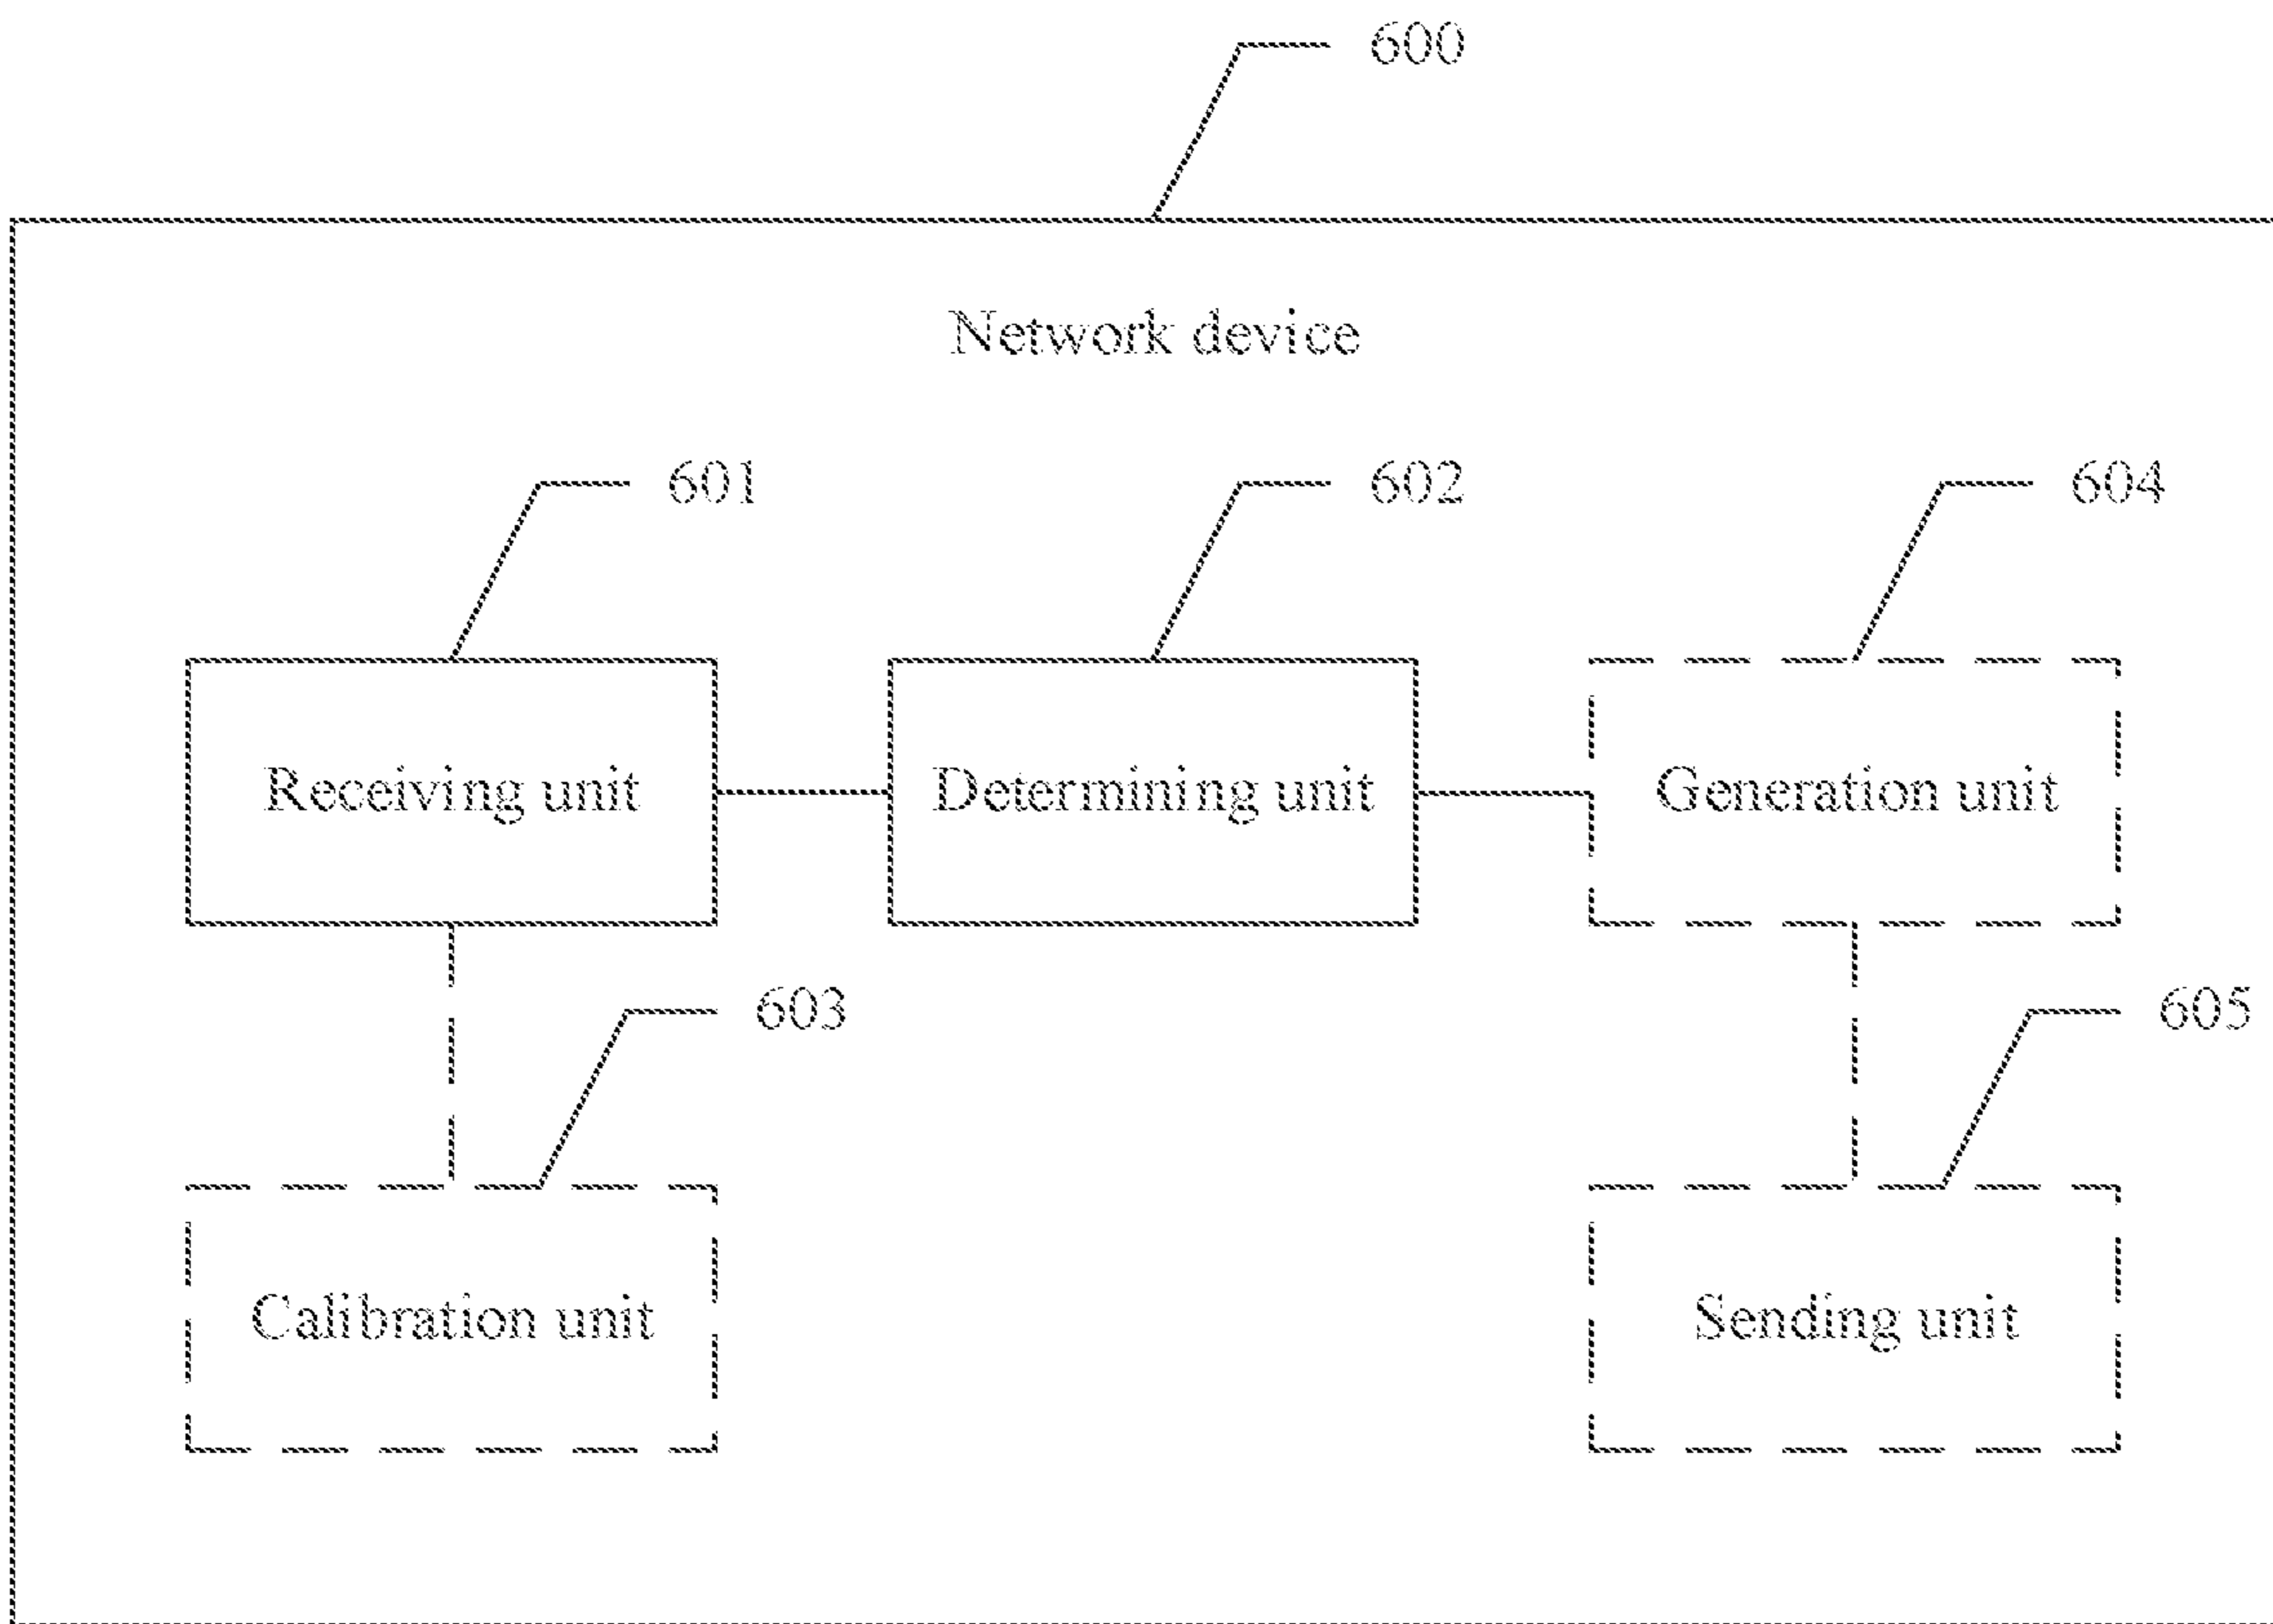 600
Network device
601
602
604
Receiving unit
Determining unit
Generation unit
603
605
Calibration unit
Sending unit